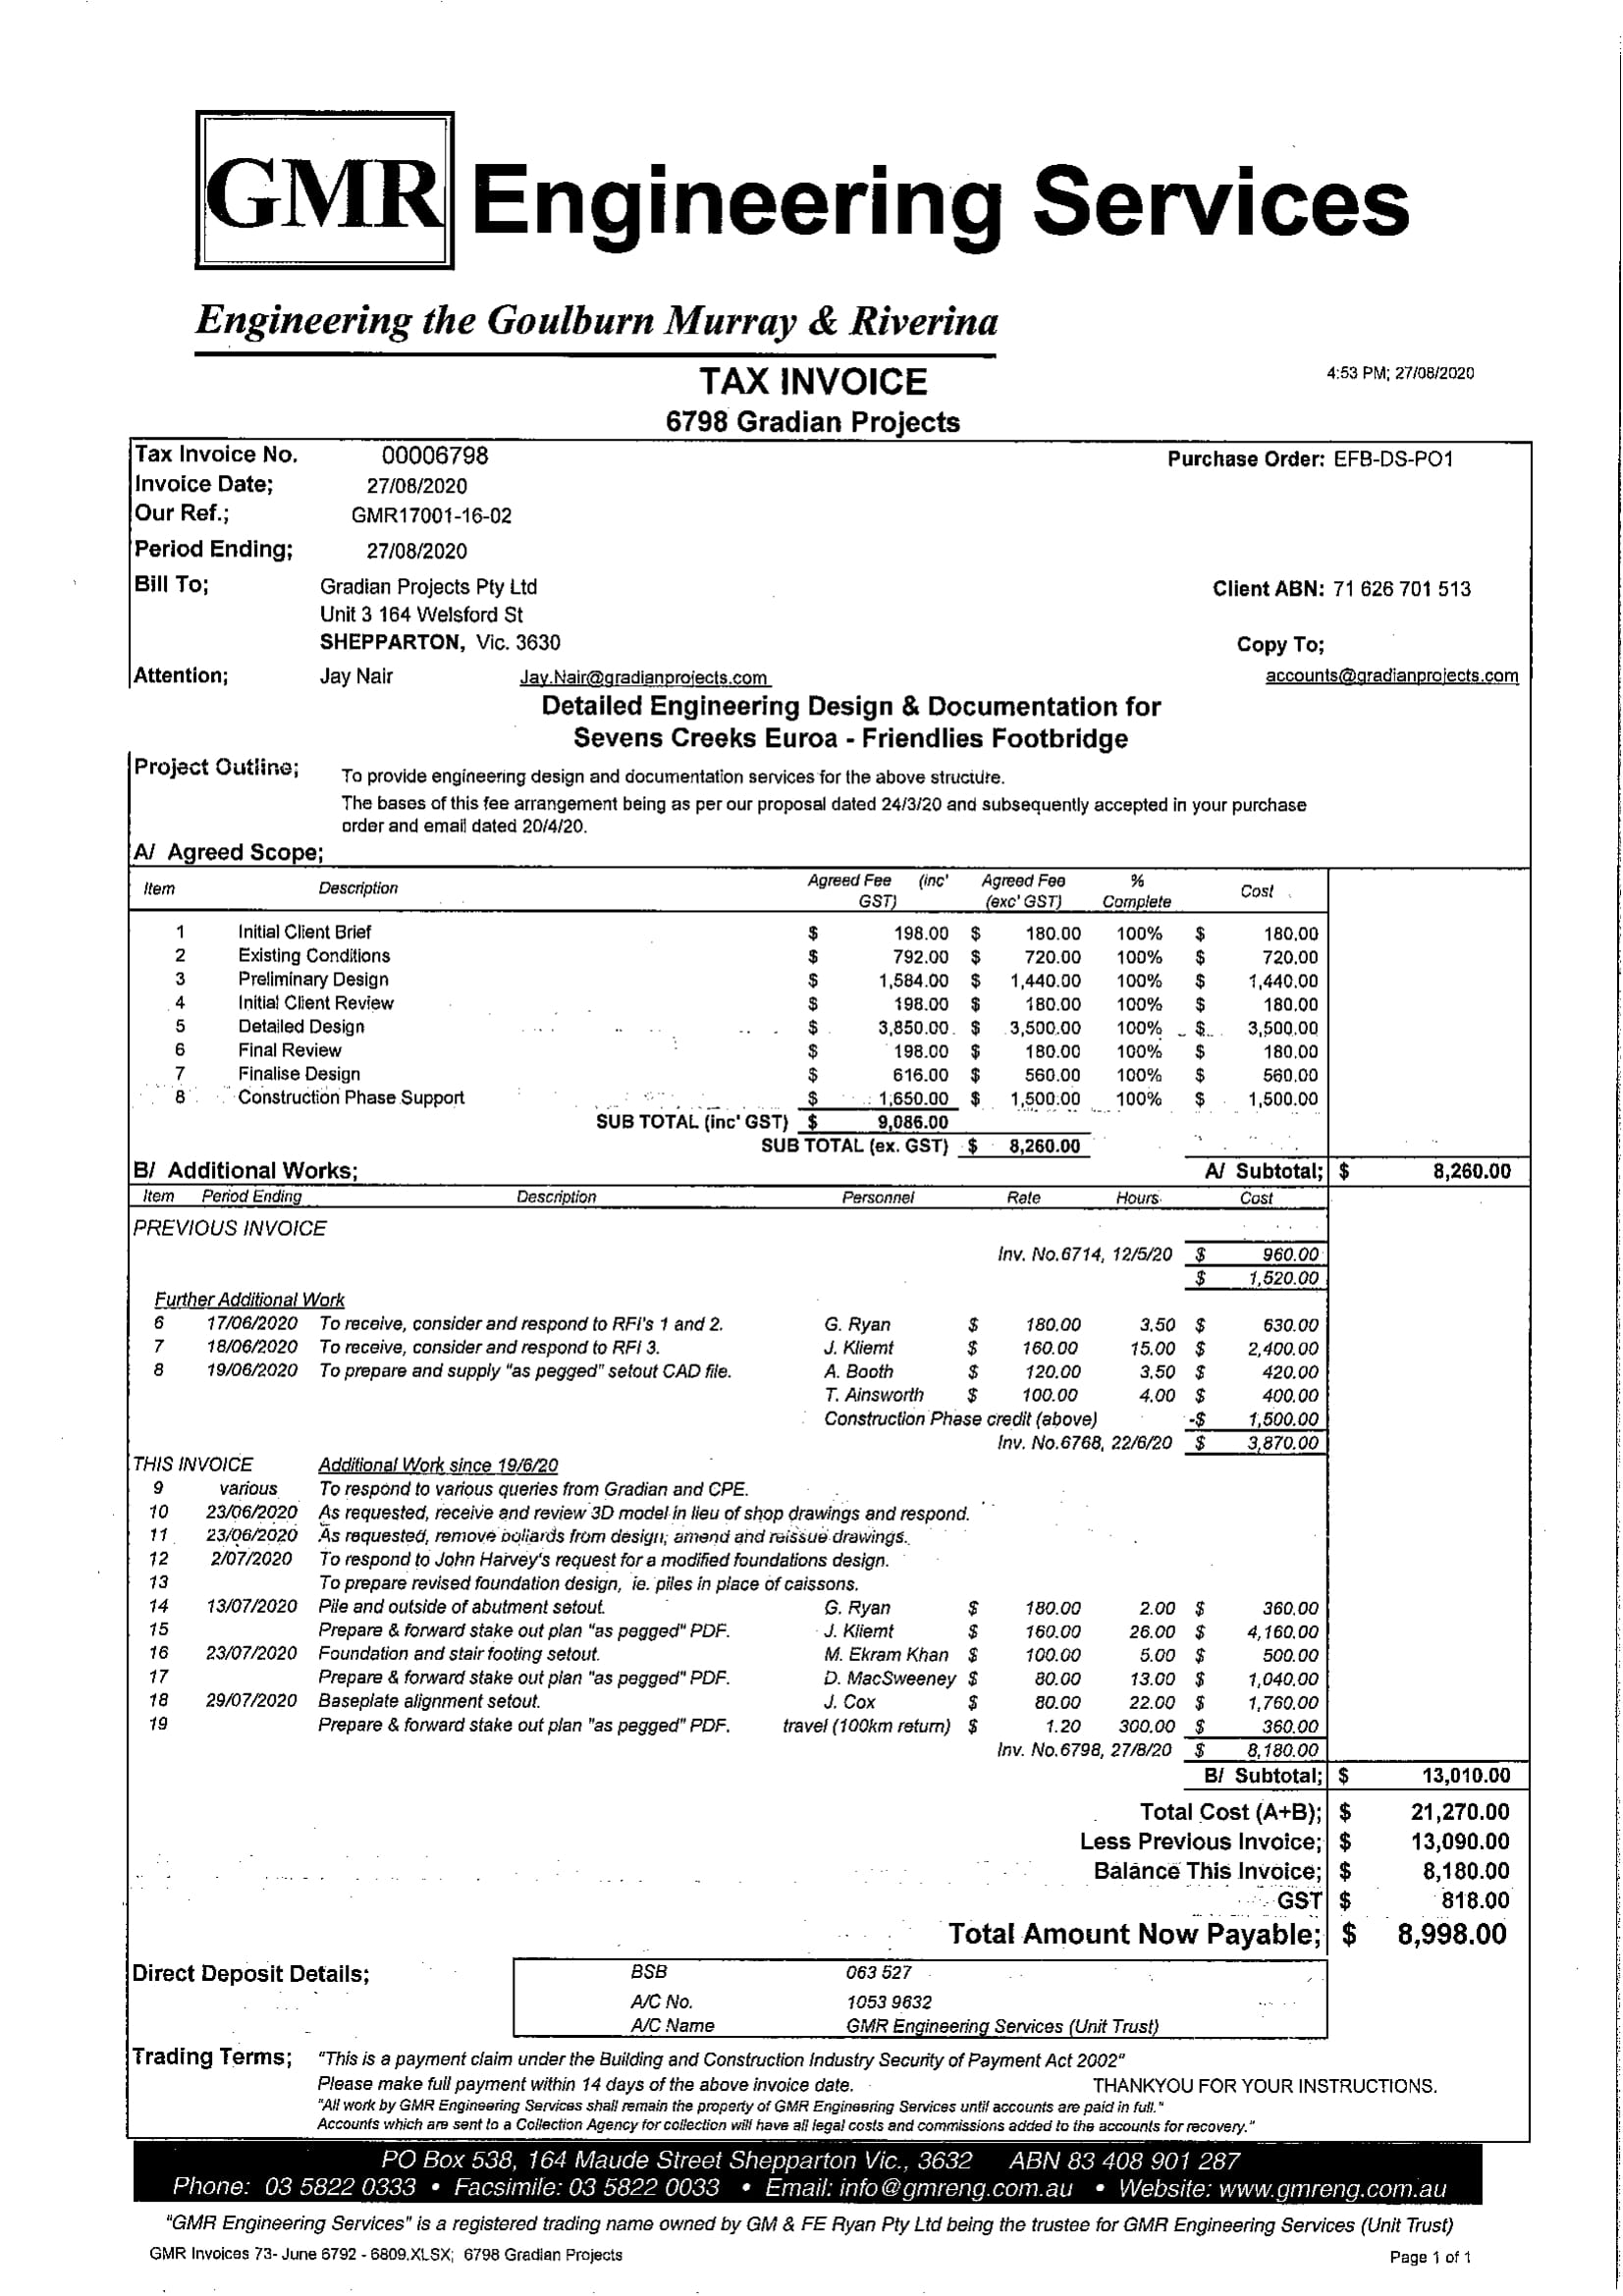 GMR Engineering Services
Engineering the Goulburn Murray & Riverina
TAX INVOICE
4:53 PM; 27/08/2020
6798 Gradian Projects
Tax Invoice No. 00006798 Purchase Order: EFB-DS-PO1
Invoice Date; 27/08/2020
Our Ref.; GMR17001-16-02
Period Ending; 27/08/2020
Bill To; Gradian Projects Pty Ltd Client ABN: 71 626 701 513
Unit 3 164 Welsford St
SHEPPARTON, Vic. 3630 Copy To;
Attention; Jay Nair Jay.Nair@gradianprojects.com accounts@gradianprojects.com
Detailed Engineering Design & Documentation for
Sevens Creeks Euroa - Friendlies Footbridge
Project Outline; To provide engineering design and documentation services for the above structure.
The bases of this fee arrangement being as per our proposal dated 24/3/20 and subsequently accepted in your purchase
order and email dated 20/4/20.
A/ Agreed Scope;
Item Description Agreed Fee (inc' GST) Agreed Fee (exc' GST) % Complete Cost
1 Initial Client Brief $ 198.00 $ 180.00 100% $ 180.00
2 Existing Conditions $ 792.00 $ 720.00 100% $ 720.00
3 Preliminary Design $ 1,584.00 $ 1,440.00 100% $ 1,440.00
4 Initial Client Review $ 198.00 $ 180.00 100% $ 180.00
5 Detailed Design $ 3,850.00 $ 3,500.00 100% $ 3,500.00
6 Final Review $ 198.00 $ 180.00 100% $ 180.00
7 Finalise Design $ 616.00 $ 560.00 100% $ 560.00
8 Construction Phase Support $ 1,650.00 $ 1,500.00 100% $ 1,500.00
SUB TOTAL (inc' GST) $ 9,086.00
SUB TOTAL (ex. GST) $ 8,260.00
B/ Additional Works; A/ Subtotal; $ 8,260.00
Item Period Ending Description Personnel Rate Hours Cost
PREVIOUS INVOICE
Inv. No.6714, 12/5/20 $ 960.00
$ 1,520.00
Further Additional Work
6 17/06/2020 To receive, consider and respond to RFI's 1 and 2. G. Ryan $ 180.00 3.50 $ 630.00
7 18/06/2020 To receive, consider and respond to RFI 3. J. Kliemt $ 160.00 15.00 $ 2,400.00
8 19/06/2020 To prepare and supply "as pegged" setout CAD file. A. Booth $ 120.00 3.50 $ 420.00
T. Ainsworth $ 100.00 4.00 $ 400.00
Construction Phase credit (above) -$ 1,500.00
Inv. No.6768, 22/6/20 $ 3,870.00
THIS INVOICE Additional Work since 19/6/20
9 various To respond to various queries from Gradian and CPE.
10 23/06/2020 As requested, receive and review 3D model in lieu of shop drawings and respond.
11 23/06/2020 As requested, remove bollards from design; amend and reissue drawings.
12 2/07/2020 To respond to John Harvey's request for a modified foundations design.
13 To prepare revised foundation design, ie. piles in place of caissons.
14 13/07/2020 Pile and outside of abutment setout. G. Ryan $ 180.00 2.00 $ 360.00
15 Prepare & forward stake out plan "as pegged" PDF. J. Kliemt $ 160.00 26.00 $ 4,160.00
16 23/07/2020 Foundation and stair footing setout. M. Ekram Khan $ 100.00 5.00 $ 500.00
17 Prepare & forward stake out plan "as pegged" PDF. D. MacSweeney $ 80.00 13.00 $ 1,040.00
18 29/07/2020 Baseplate alignment setout. J. Cox $ 80.00 22.00 $ 1,760.00
19 Prepare & forward stake out plan "as pegged" PDF. travel (100km return) $ 1.20 300.00 $ 360.00
Inv. No.6798, 27/8/20 $ 8,180.00
B/ Subtotal; $ 13,010.00
Total Cost (A+B); $ 21,270.00
Less Previous Invoice; $ 13,090.00
Balance This Invoice; $ 8,180.00
GST $ 818.00
Total Amount Now Payable; $ 8,998.00
Direct Deposit Details; BSB 063 527
A/C No. 1053 9632
A/C Name GMR Engineering Services (Unit Trust)
Trading Terms; "This is a payment claim under the Building and Construction Industry Security of Payment Act 2002"
Please make full payment within 14 days of the above invoice date. THANKYOU FOR YOUR INSTRUCTIONS.
"All work by GMR Engineering Services shall remain the property of GMR Engineering Services until accounts are paid in full."
Accounts which are sent to a Collection Agency for collection will have all legal costs and commissions added to the accounts for recovery."
PO Box 538, 164 Maude Street Shepparton Vic., 3632 ABN 83 408 901 287
Phone: 03 5822 0333 • Facsimile: 03 5822 0033 • Email: info@gmreng.com.au • Website: www.gmreng.com.au
"GMR Engineering Services" is a registered trading name owned by GM & FE Ryan Pty Ltd being the trustee for GMR Engineering Services (Unit Trust)
GMR Invoices 73- June 6792 - 6809.XLSX; 6798 Gradian Projects Page 1 of 1